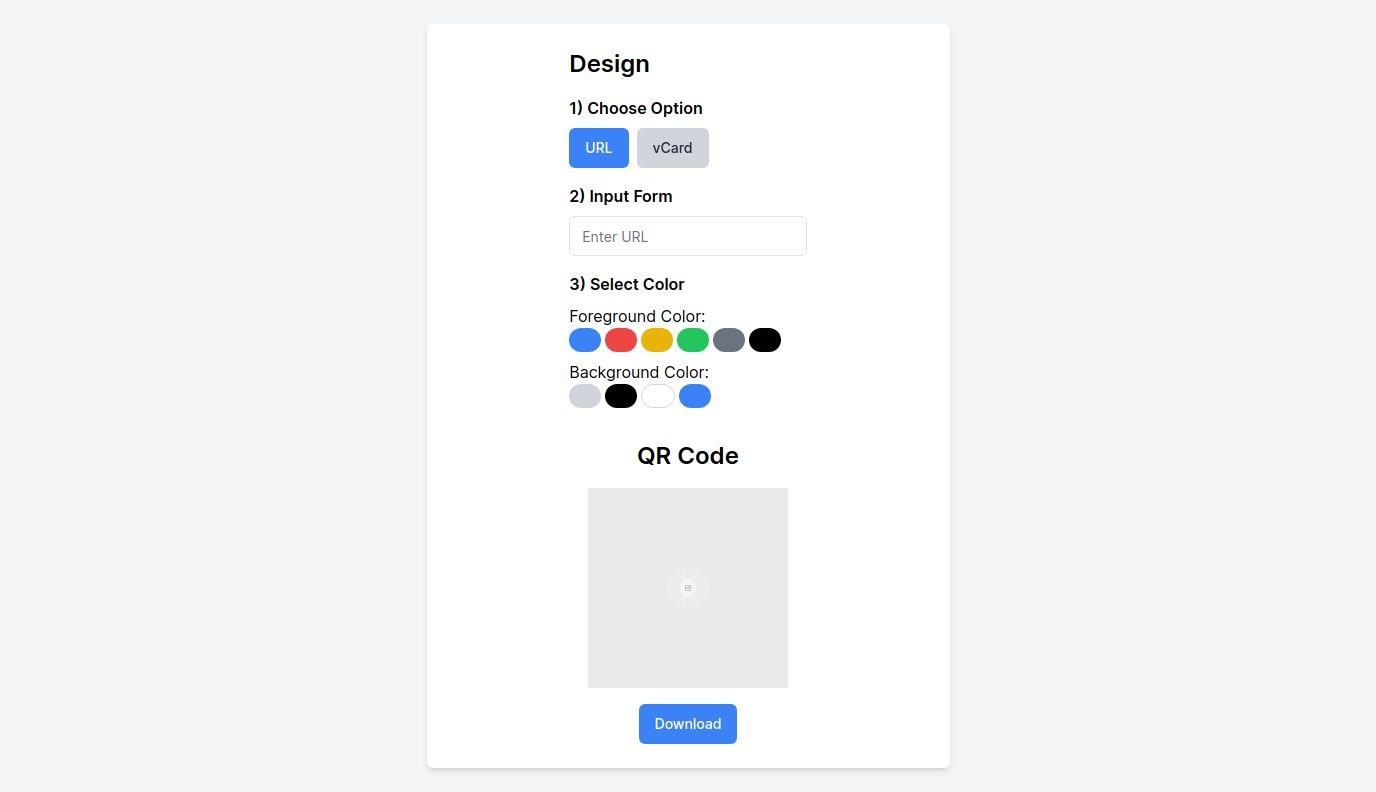 Design
1) Choose Option
URL vCard
2) Input Form
Enter URL
3) Select Color
Foreground Color:
Background Color:
QR Code
Download